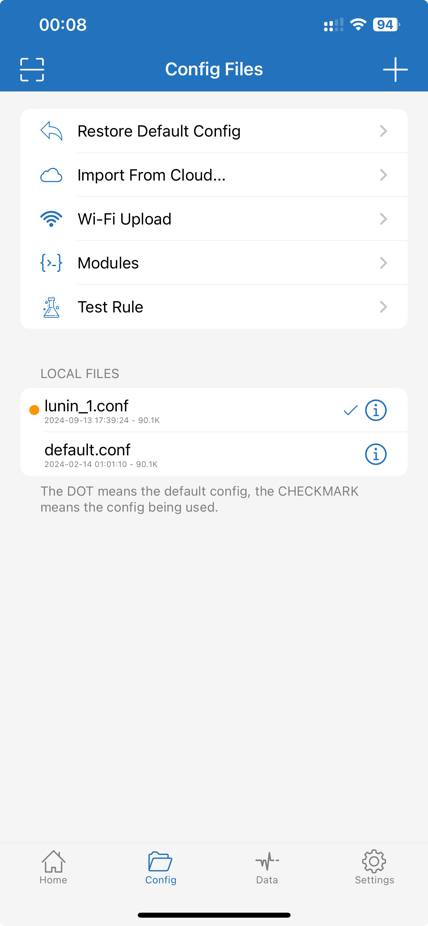 00:08
94
Config Files
Restore Default Config
Import From Cloud...
Wi-Fi Upload
Modules
Test Rule
LOCAL FILES
lunin_1.conf
2024-09-13 17:39:24 - 90.1K
default.conf
2024-02-14 01:01:10 - 90.1K
The DOT means the default config, the CHECKMARK
means the config being used.
Home
Config
Data
Settings